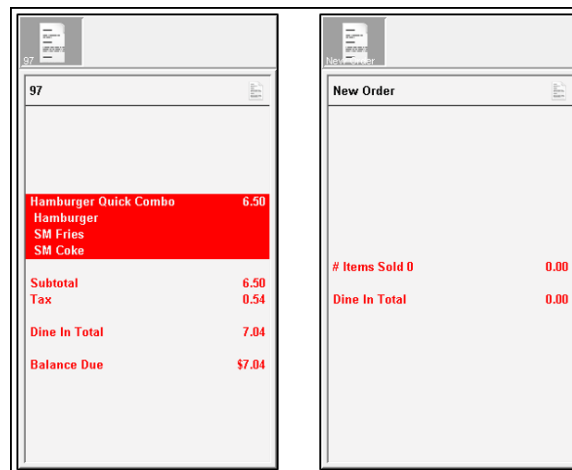 97
97
Hamburger Quick Combo 6.50
Hamburger
SM Fries
SM Coke
Subtotal 6.50
Tax 0.54
Dine In Total 7.04
Balance Due $7.04
New Order
New Order
# Items Sold 0 0.00
Dine In Total 0.00